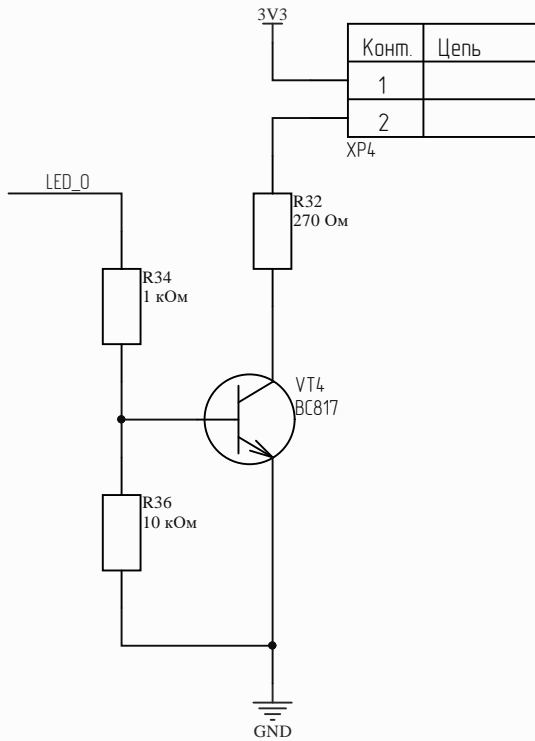 3V3
Конт. Цепь
1
2
XP4
LED_0
R32
270 Ом
R34
1 кОм
VT4
BC817
R36
10 кОм
GND